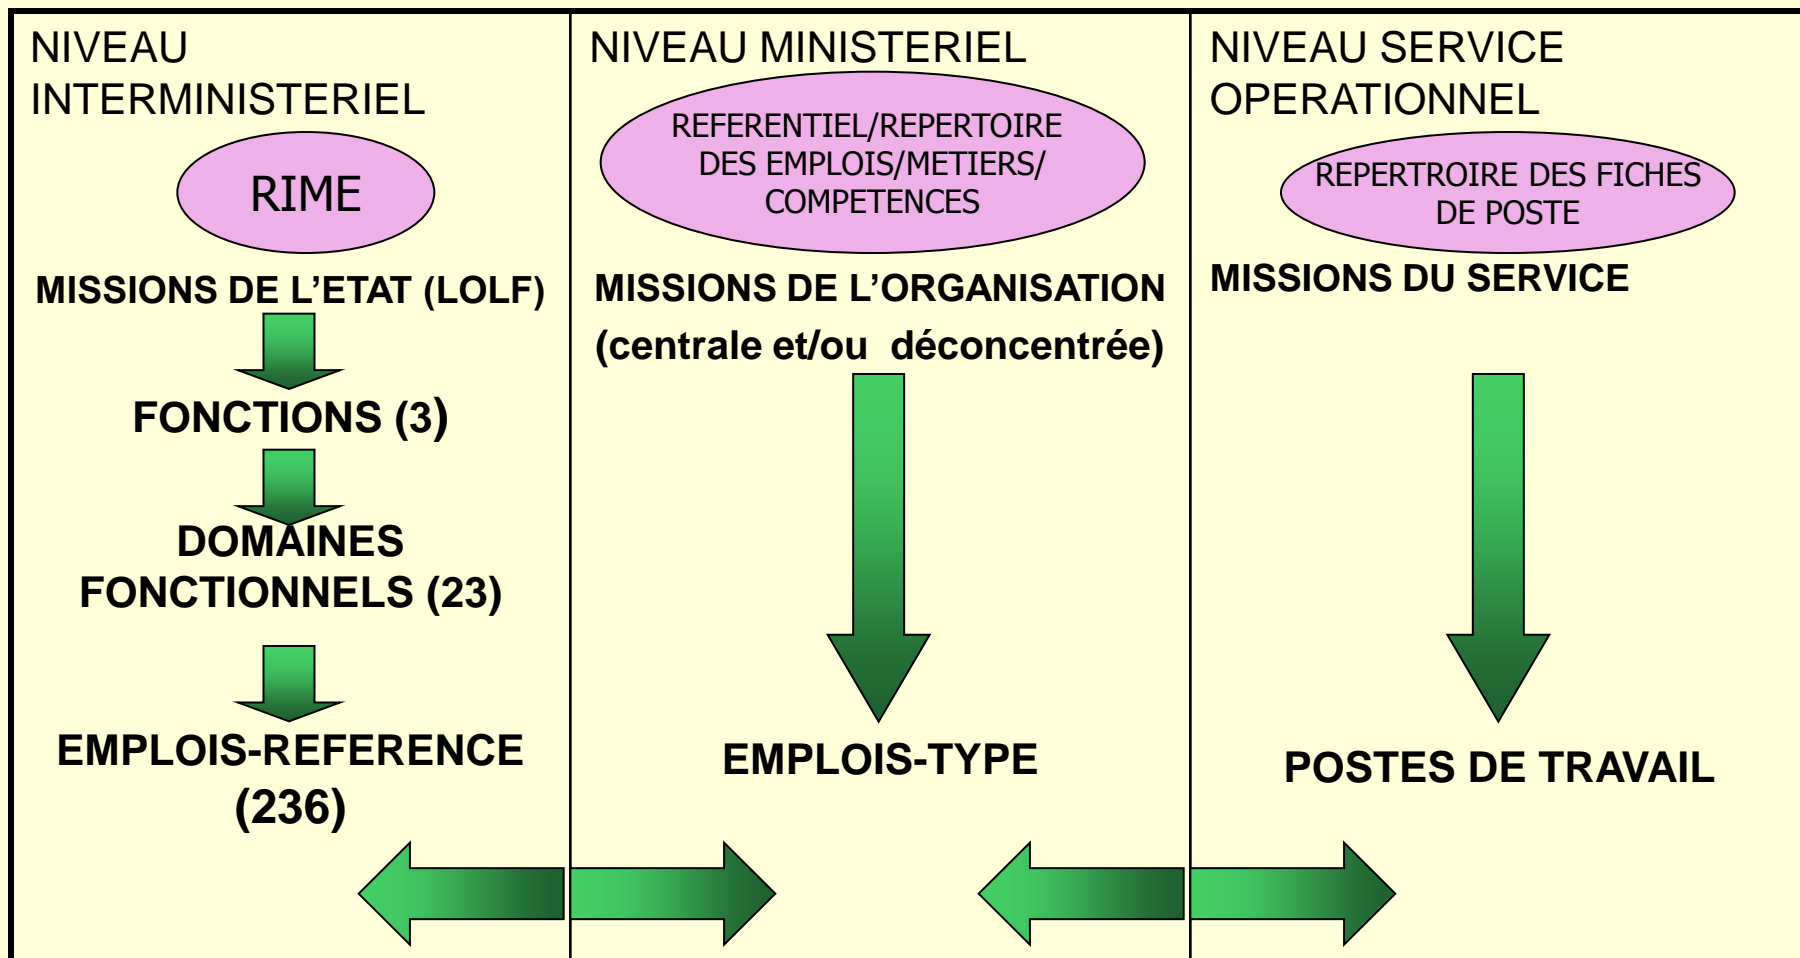 NIVEAU
INTERMINISTERIEL
RIME
MISSIONS DE L'ETAT (LOLF)
FONCTIONS (3)
DOMAINES
FONCTIONNELS (23)
EMPLOIS-REFERENCE
(236)
NIVEAU MINISTERIEL
RÉFERENTIEL/REPERTOIRE
DES EMPLOIS/METIERS/
COMPETENCES
MISSIONS DE L'ORGANISATION
(centrale et/ou déconcentrée)
EMPLOIS-TYPE
NIVEAU SERVICE
OPERATIONNEL
REPERTROIRE DES FICHES
DE POSTE
MISSIONS DU SERVICE
POSTES DE TRAVAIL